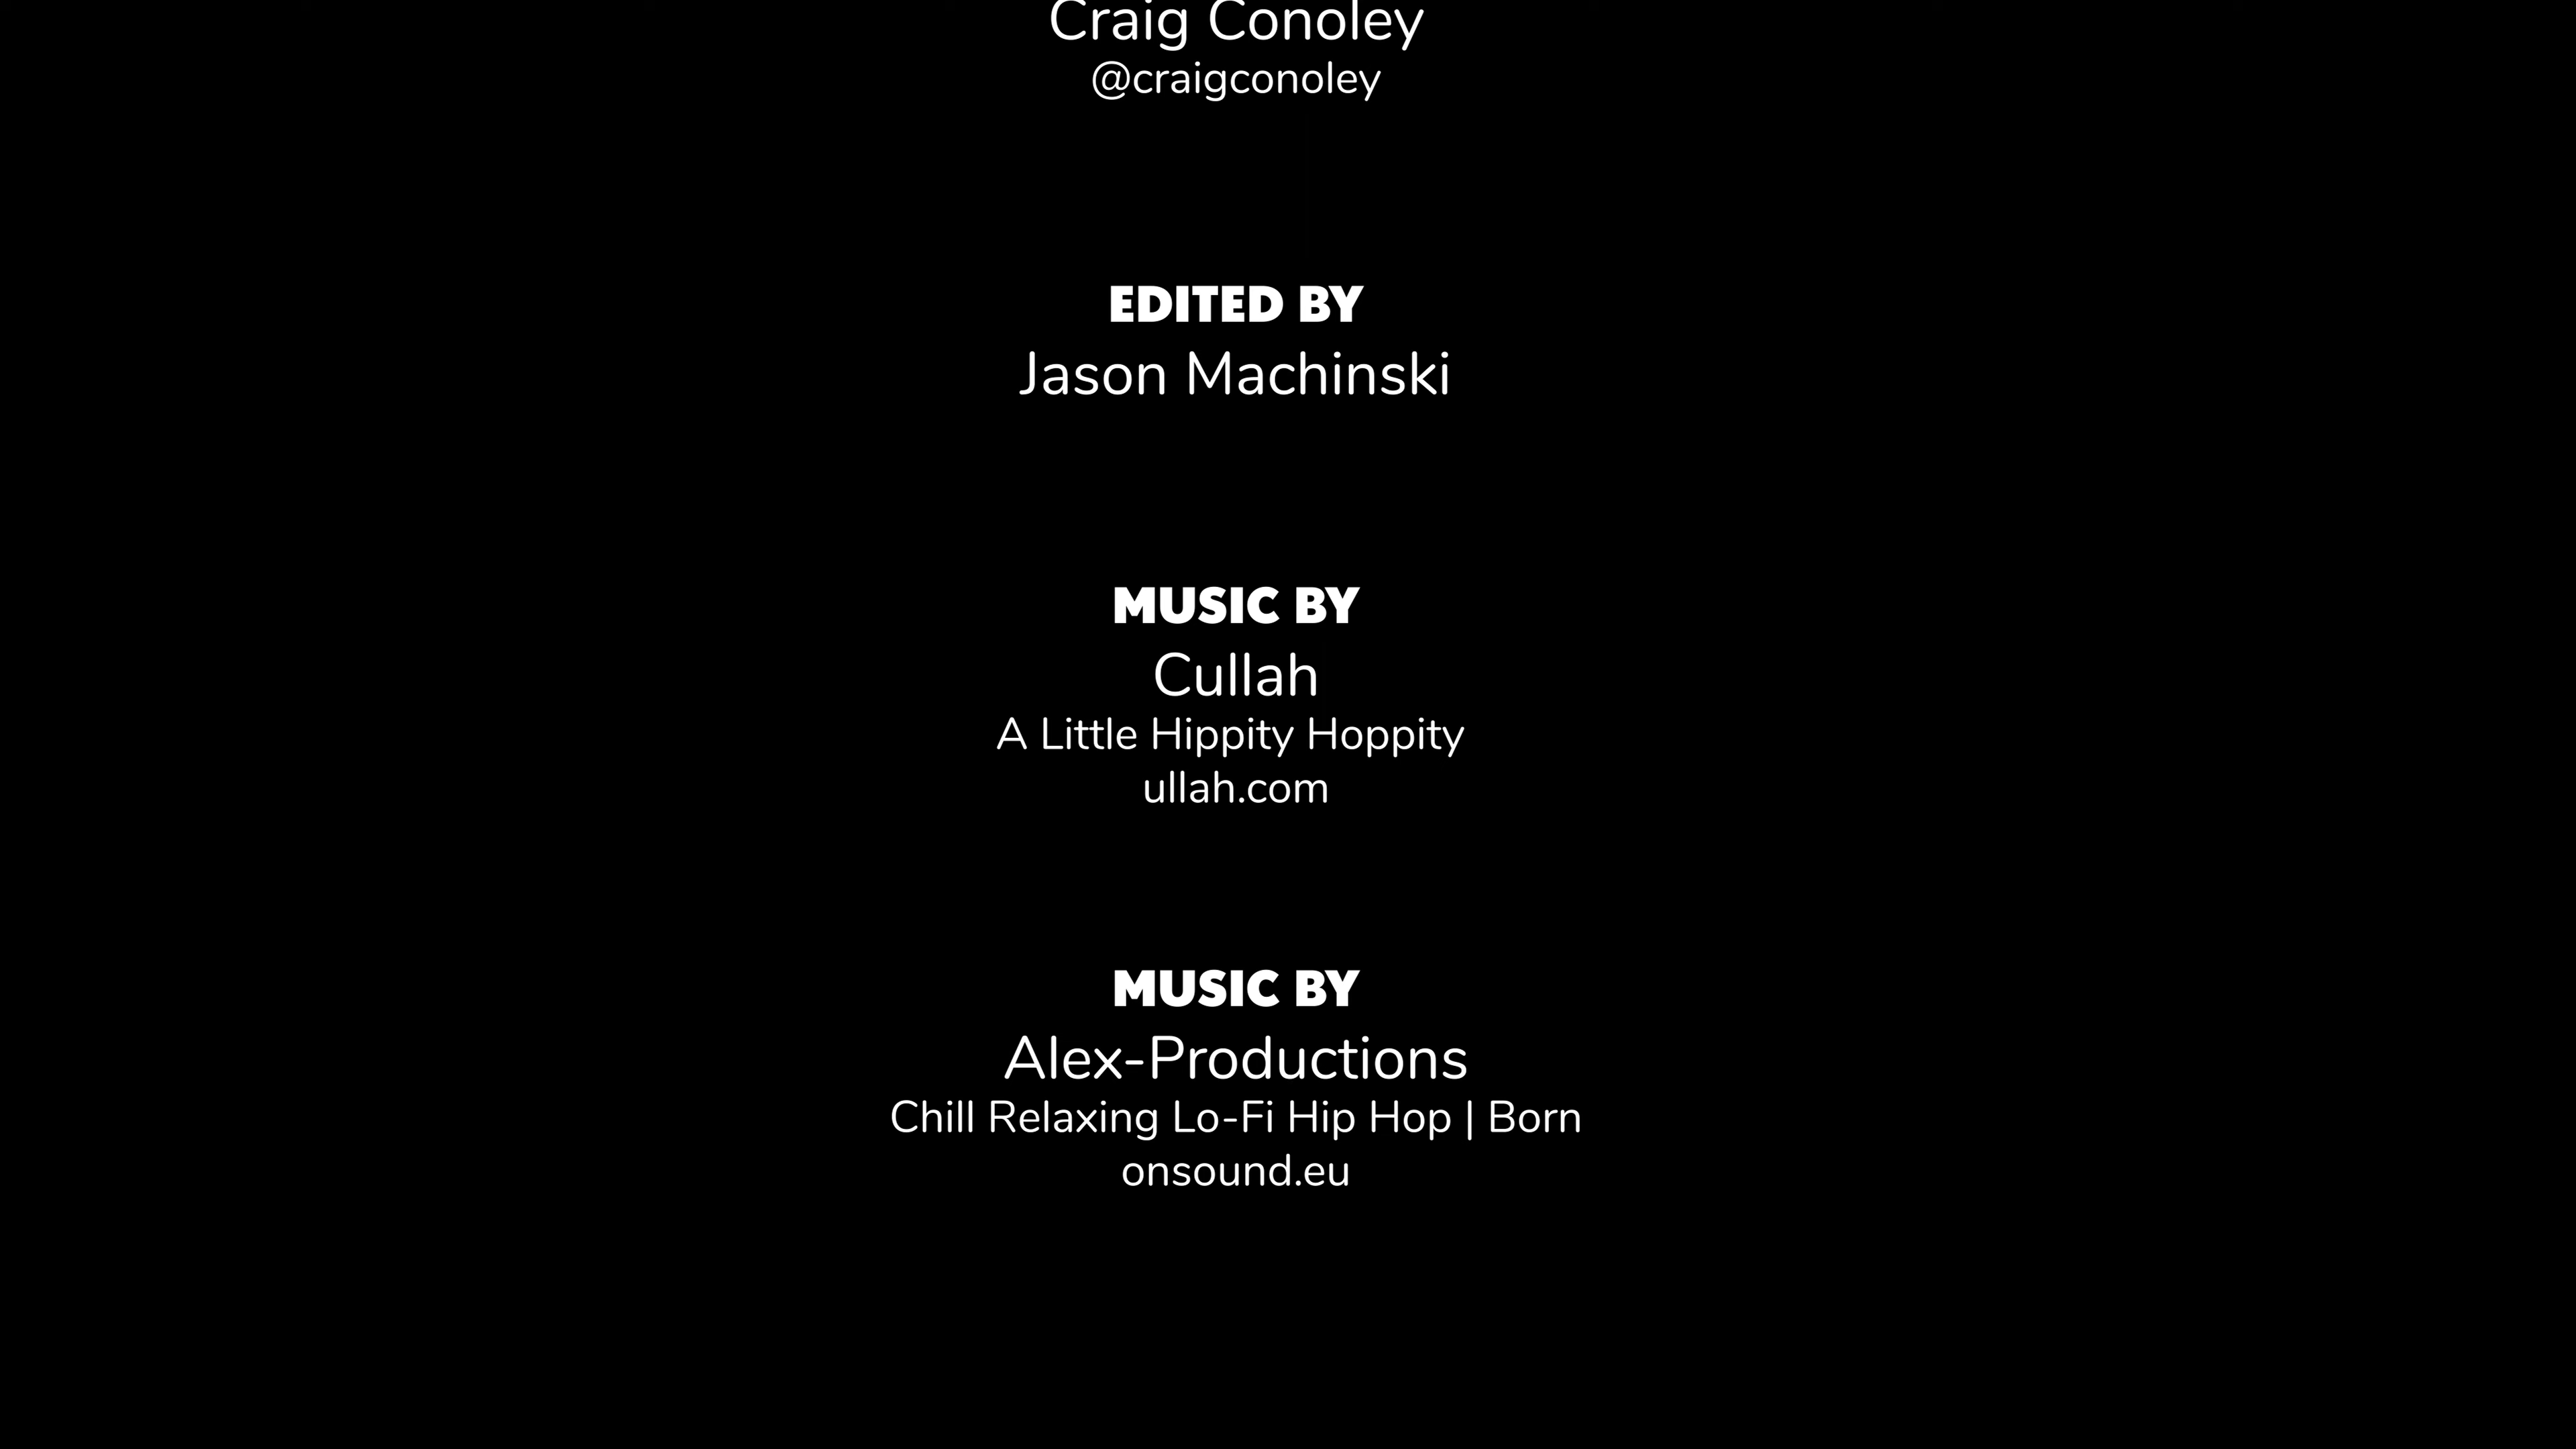 Craig Conoley
@craigconoley
EDITED BY
Jason Machinski
MUSIC BY
Cullah
A Little Hippity Hoppity
ullah.com
MUSIC BY
Alex-Productions
Chill Relaxing Lo-Fi Hip Hop | Born
onsound.eu